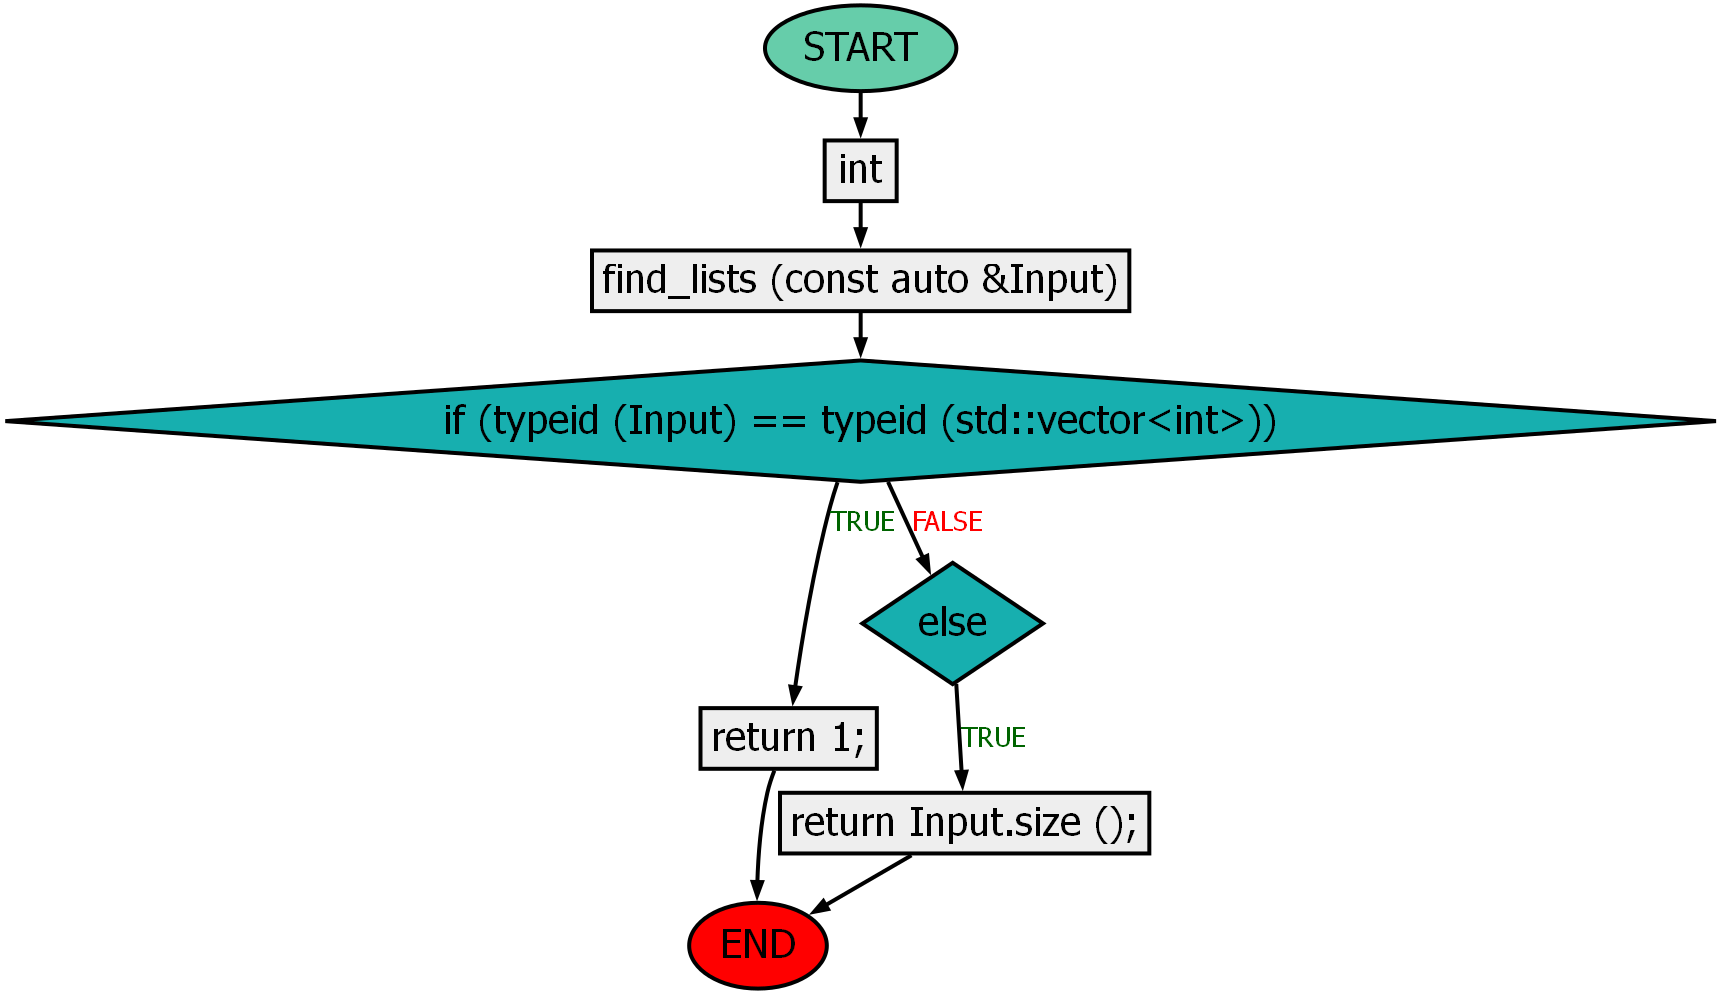 START
int
find_lists (const auto &Input)
if (typeid (Input) == typeid (std::vector<int>))
TRUE
FALSE
else
return 1;
TRUE
return Input.size ();
END